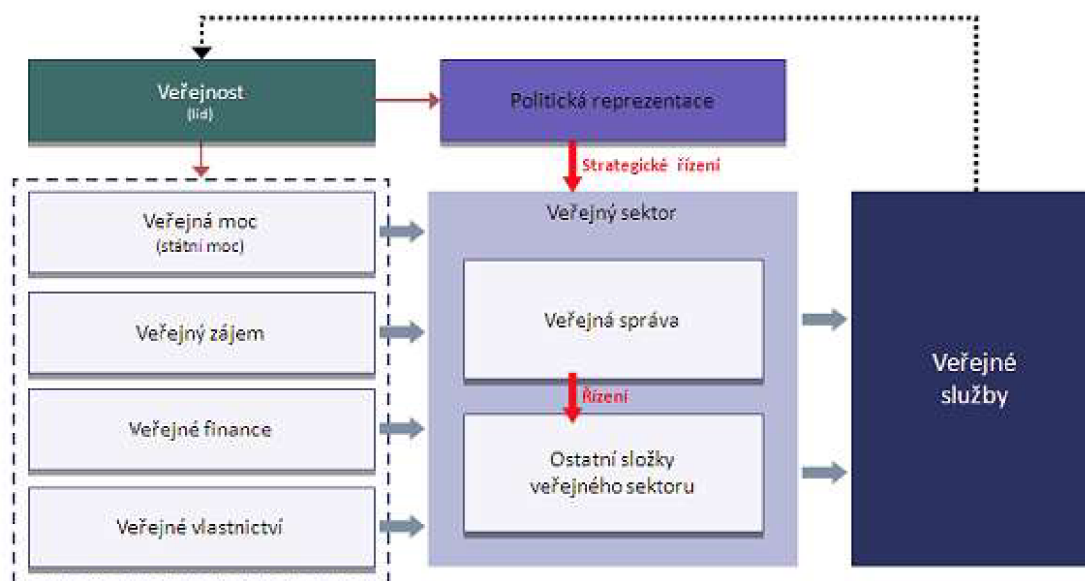 Veřejnost
(lid)
Politická reprezentace
Strategické řízení
Veřejná moc
(státní moc)
Veřejný zájem
Veřejné finance
Veřejné vlastnictví
Veřejný sektor
Veřejná správa
Řízení
Ostatní složky
veřejného sektoru
Veřejné
služby